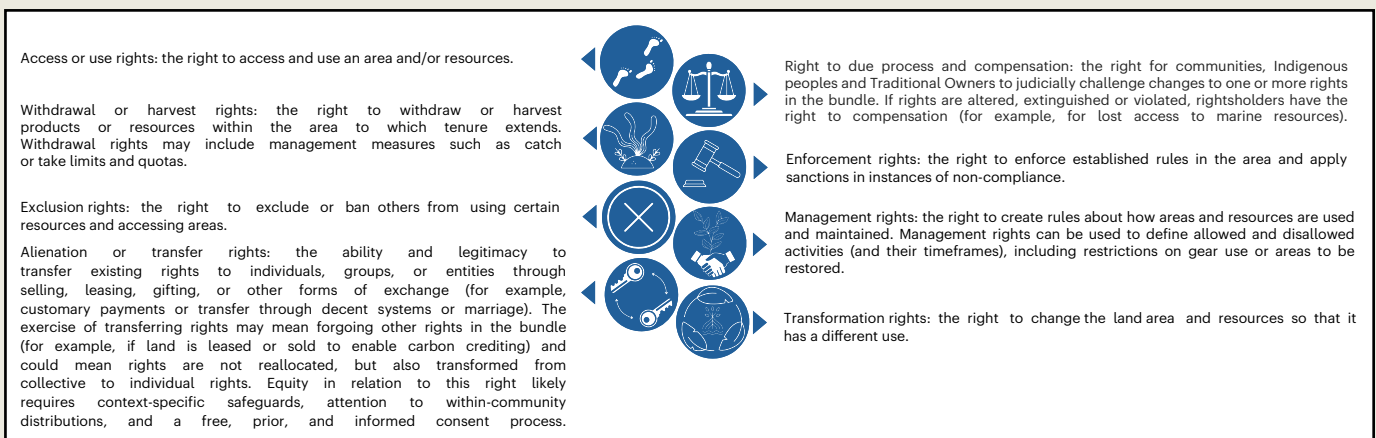 Access or use rights: the right to access and use an area and/or resources.
Withdrawal or harvest rights: the right to withdraw or harvest
products or resources within the area to which tenure extends.
Withdrawal rights may include management measures such as catch
or take limits and quotas.
Exclusion rights: the right to exclude or ban others from using certain
resources and accessing areas.
Alienation or transfer rights: the ability and legitimacy to
transfer existing rights to individuals, groups, or entities through
selling, leasing, gifting, or other forms of exchange (for example,
customary payments or transfer through decent systems or marriage). The
exercise of transferring rights may mean forgoing other rights in the bundle
(for example, if land is leased or sold to enable carbon crediting) and
could mean rights are not reallocated, but also transformed from
collective to individual rights. Equity in relation to this right likely
requires context-specific safeguards, attention to within-community
distributions, and a free, prior, and informed consent process.
Right to due process and compensation: the right for communities, Indigenous
peoples and Traditional Owners to judicially challenge changes to one or more rights
in the bundle. If rights are altered, extinguished or violated, rightsholders have the
right to compensation (for example, for lost access to marine resources).
Enforcement rights: the right to enforce established rules in the area and apply
sanctions in instances of non-compliance.
Management rights: the right to create rules about how areas and resources are used
and maintained. Management rights can be used to define allowed and disallowed
activities (and their timeframes), including restrictions on gear use or areas to be
restored.
Transformation rights: the right to change the land area and resources so that it
has a different use.